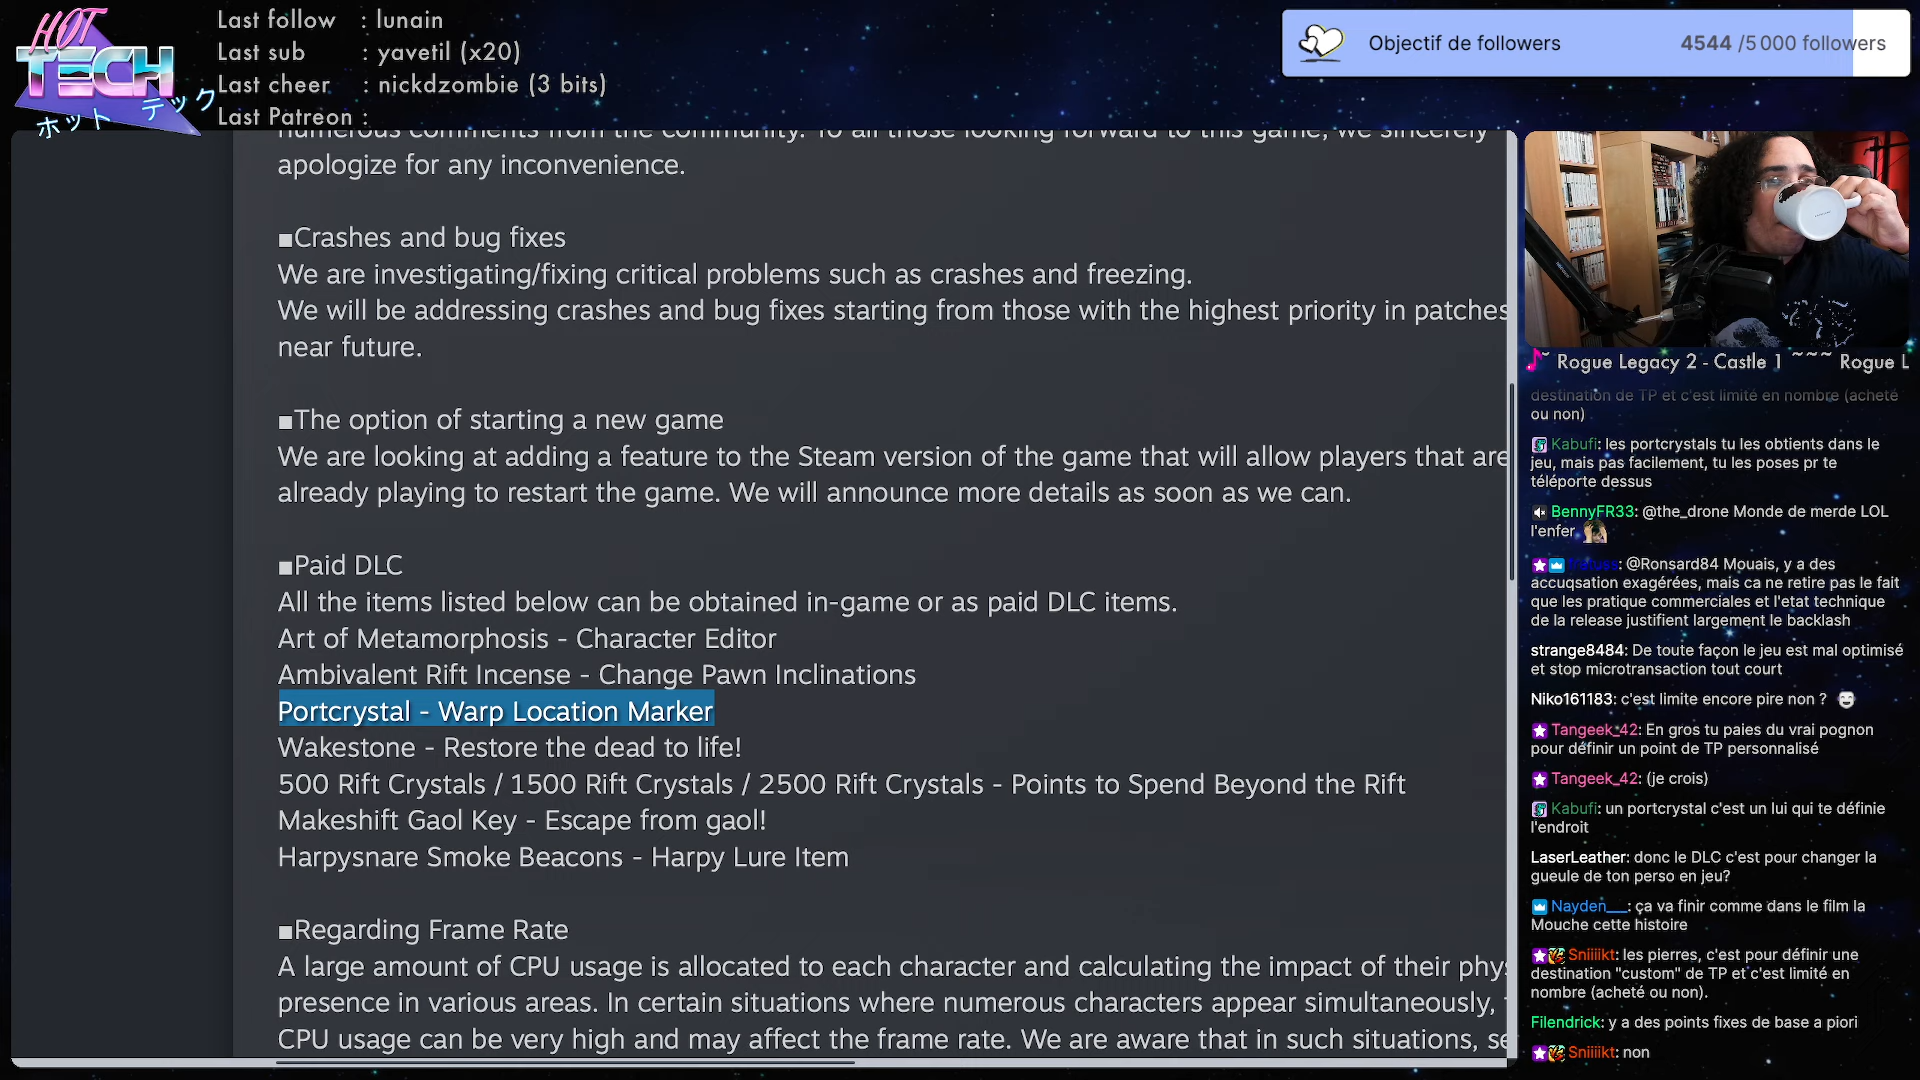 HOT
TECH
ホット テック
Last follow : lunain
Last sub : yavetil (x20)
Last cheer : nickdzombie (3 bits)
Last Patreon :
Objectif de followers 4544 /5 000 followers
numerous comments from the community. To all those looking forward to this game, we sincerely
apologize for any inconvenience.
■Crashes and bug fixes
We are investigating/fixing critical problems such as crashes and freezing.
We will be addressing crashes and bug fixes starting from those with the highest priority in patches
near future.
■The option of starting a new game
We are looking at adding a feature to the Steam version of the game that will allow players that are
already playing to restart the game. We will announce more details as soon as we can.
■Paid DLC
All the items listed below can be obtained in-game or as paid DLC items.
Art of Metamorphosis - Character Editor
Ambivalent Rift Incense - Change Pawn Inclinations
Portcrystal - Warp Location Marker
Wakestone - Restore the dead to life!
500 Rift Crystals / 1500 Rift Crystals / 2500 Rift Crystals - Points to Spend Beyond the Rift
Makeshift Gaol Key - Escape from gaol!
Harpysnare Smoke Beacons - Harpy Lure Item
■Regarding Frame Rate
A large amount of CPU usage is allocated to each character and calculating the impact of their phy
presence in various areas. In certain situations where numerous characters appear simultaneously,
CPU usage can be very high and may affect the frame rate. We are aware that in such situations, se
~ Rogue Legacy 2 - Castle 1 ~~~ Rogue L
destination de TP et c'est limité en nombre (acheté
ou non)
Kabufi: les portcrystals tu les obtients dans le
jeu, mais pas facilement, tu les poses pr te
téléporte dessus
BennyFR33: @the_drone Monde de merde LOL
l'enfer
: @Ronsard84 Mouais, y a des
accuqsation exagérées, mais ca ne retire pas le fait
que les pratique commerciales et l'etat technique
de la release justifient largement le backlash
strange8484: De toute façon le jeu est mal optimisé
et stop microtransaction tout court
Niko161183: c'est limite encore pire non ?
Tangeek_42: En gros tu paies du vrai pognon
pour définir un point de TP personnalisé
Tangeek_42: (je crois)
Kabufi: un portcrystal c'est un lui qui te définie
l'endroit
LaserLeather: donc le DLC c'est pour changer la
gueule de ton perso en jeu?
Nayden___: ça va finir comme dans le film la
Mouche cette histoire
Sniiiikt: les pierres, c'est pour définir une
destination "custom" de TP et c'est limité en
nombre (acheté ou non).
Filendrick: y a des points fixes de base a piori
Sniiiikt: non